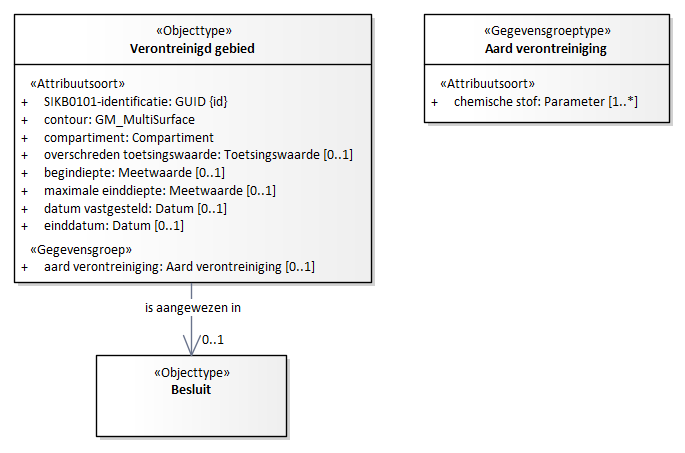 «Objecttype»
Verontreinigd gebied
«Attribuutsoort»
+ SIKB0101-identificatie: GUID {id}
+ contour: GM_MultiSurface
+ compartiment: Compartiment
+ overschreden toetsingswaarde: Toetsingswaarde [0..1]
+ begindiepte: Meetwaarde [0..1]
+ maximale einddiepte: Meetwaarde [0..1]
+ datum vastgesteld: Datum [0..1]
+ einddatum: Datum [0..1]
«Gegevensgroep»
+ aard verontreiniging: Aard verontreiniging [0..1]
«Gegevensgroeptype»
Aard verontreiniging
«Attribuutsoort»
+ chemische stof: Parameter [1..*]
is aangewezen in
0..1
«Objecttype»
Besluit